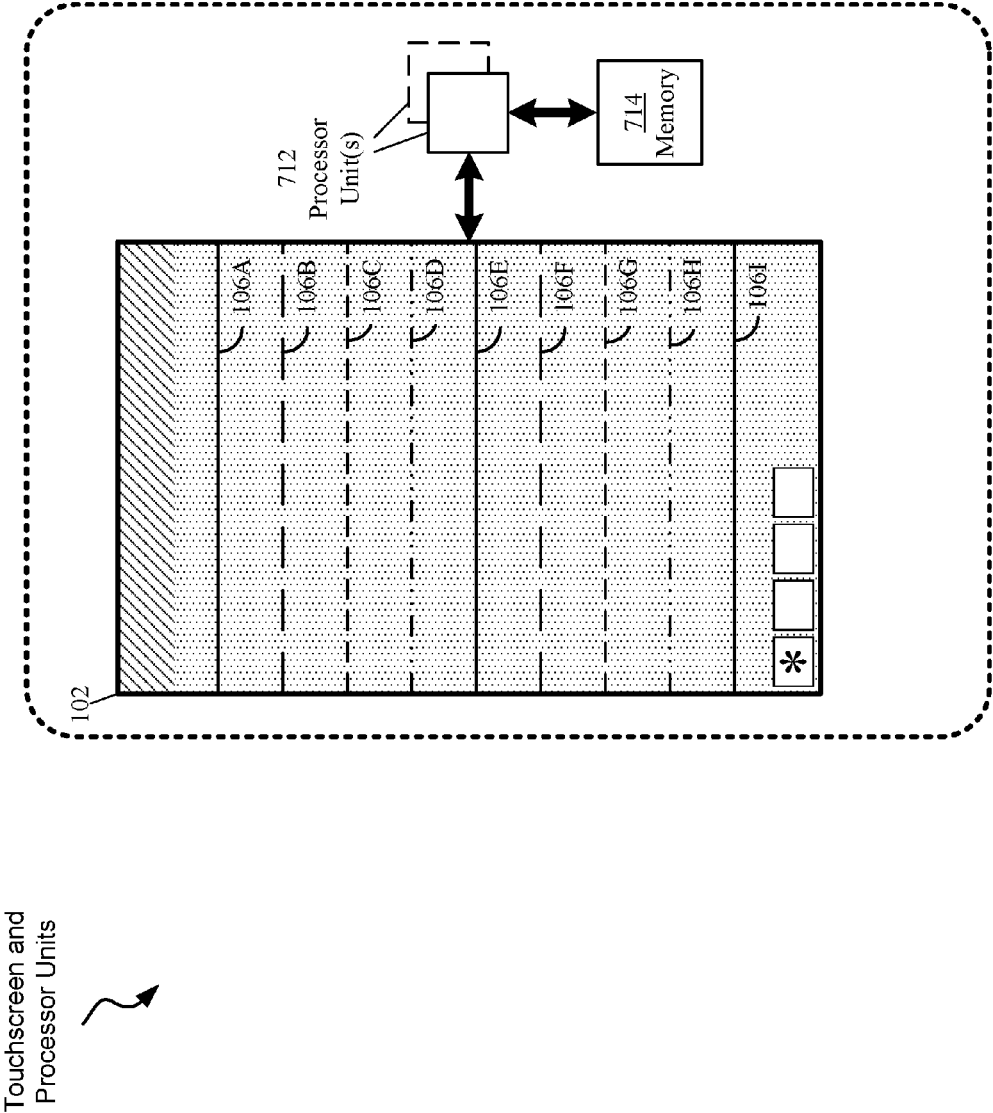 Touchscreen and
Processor Units
102
712
Processor
Unit(s)
714
Memory
106A
106B
106C
106D
106E
106F
106G
106H
106I
*